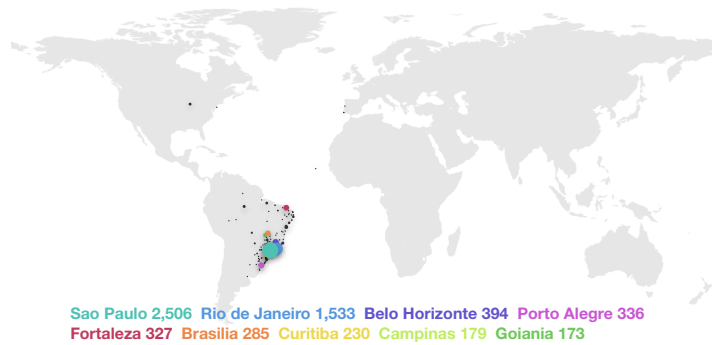 Sao Paulo 2,506 Rio de Janeiro 1,533 Belo Horizonte 394 Porto Alegre 336
Fortaleza 327 Brasilia 285 Curitiba 230 Campinas 179 Goiania 173